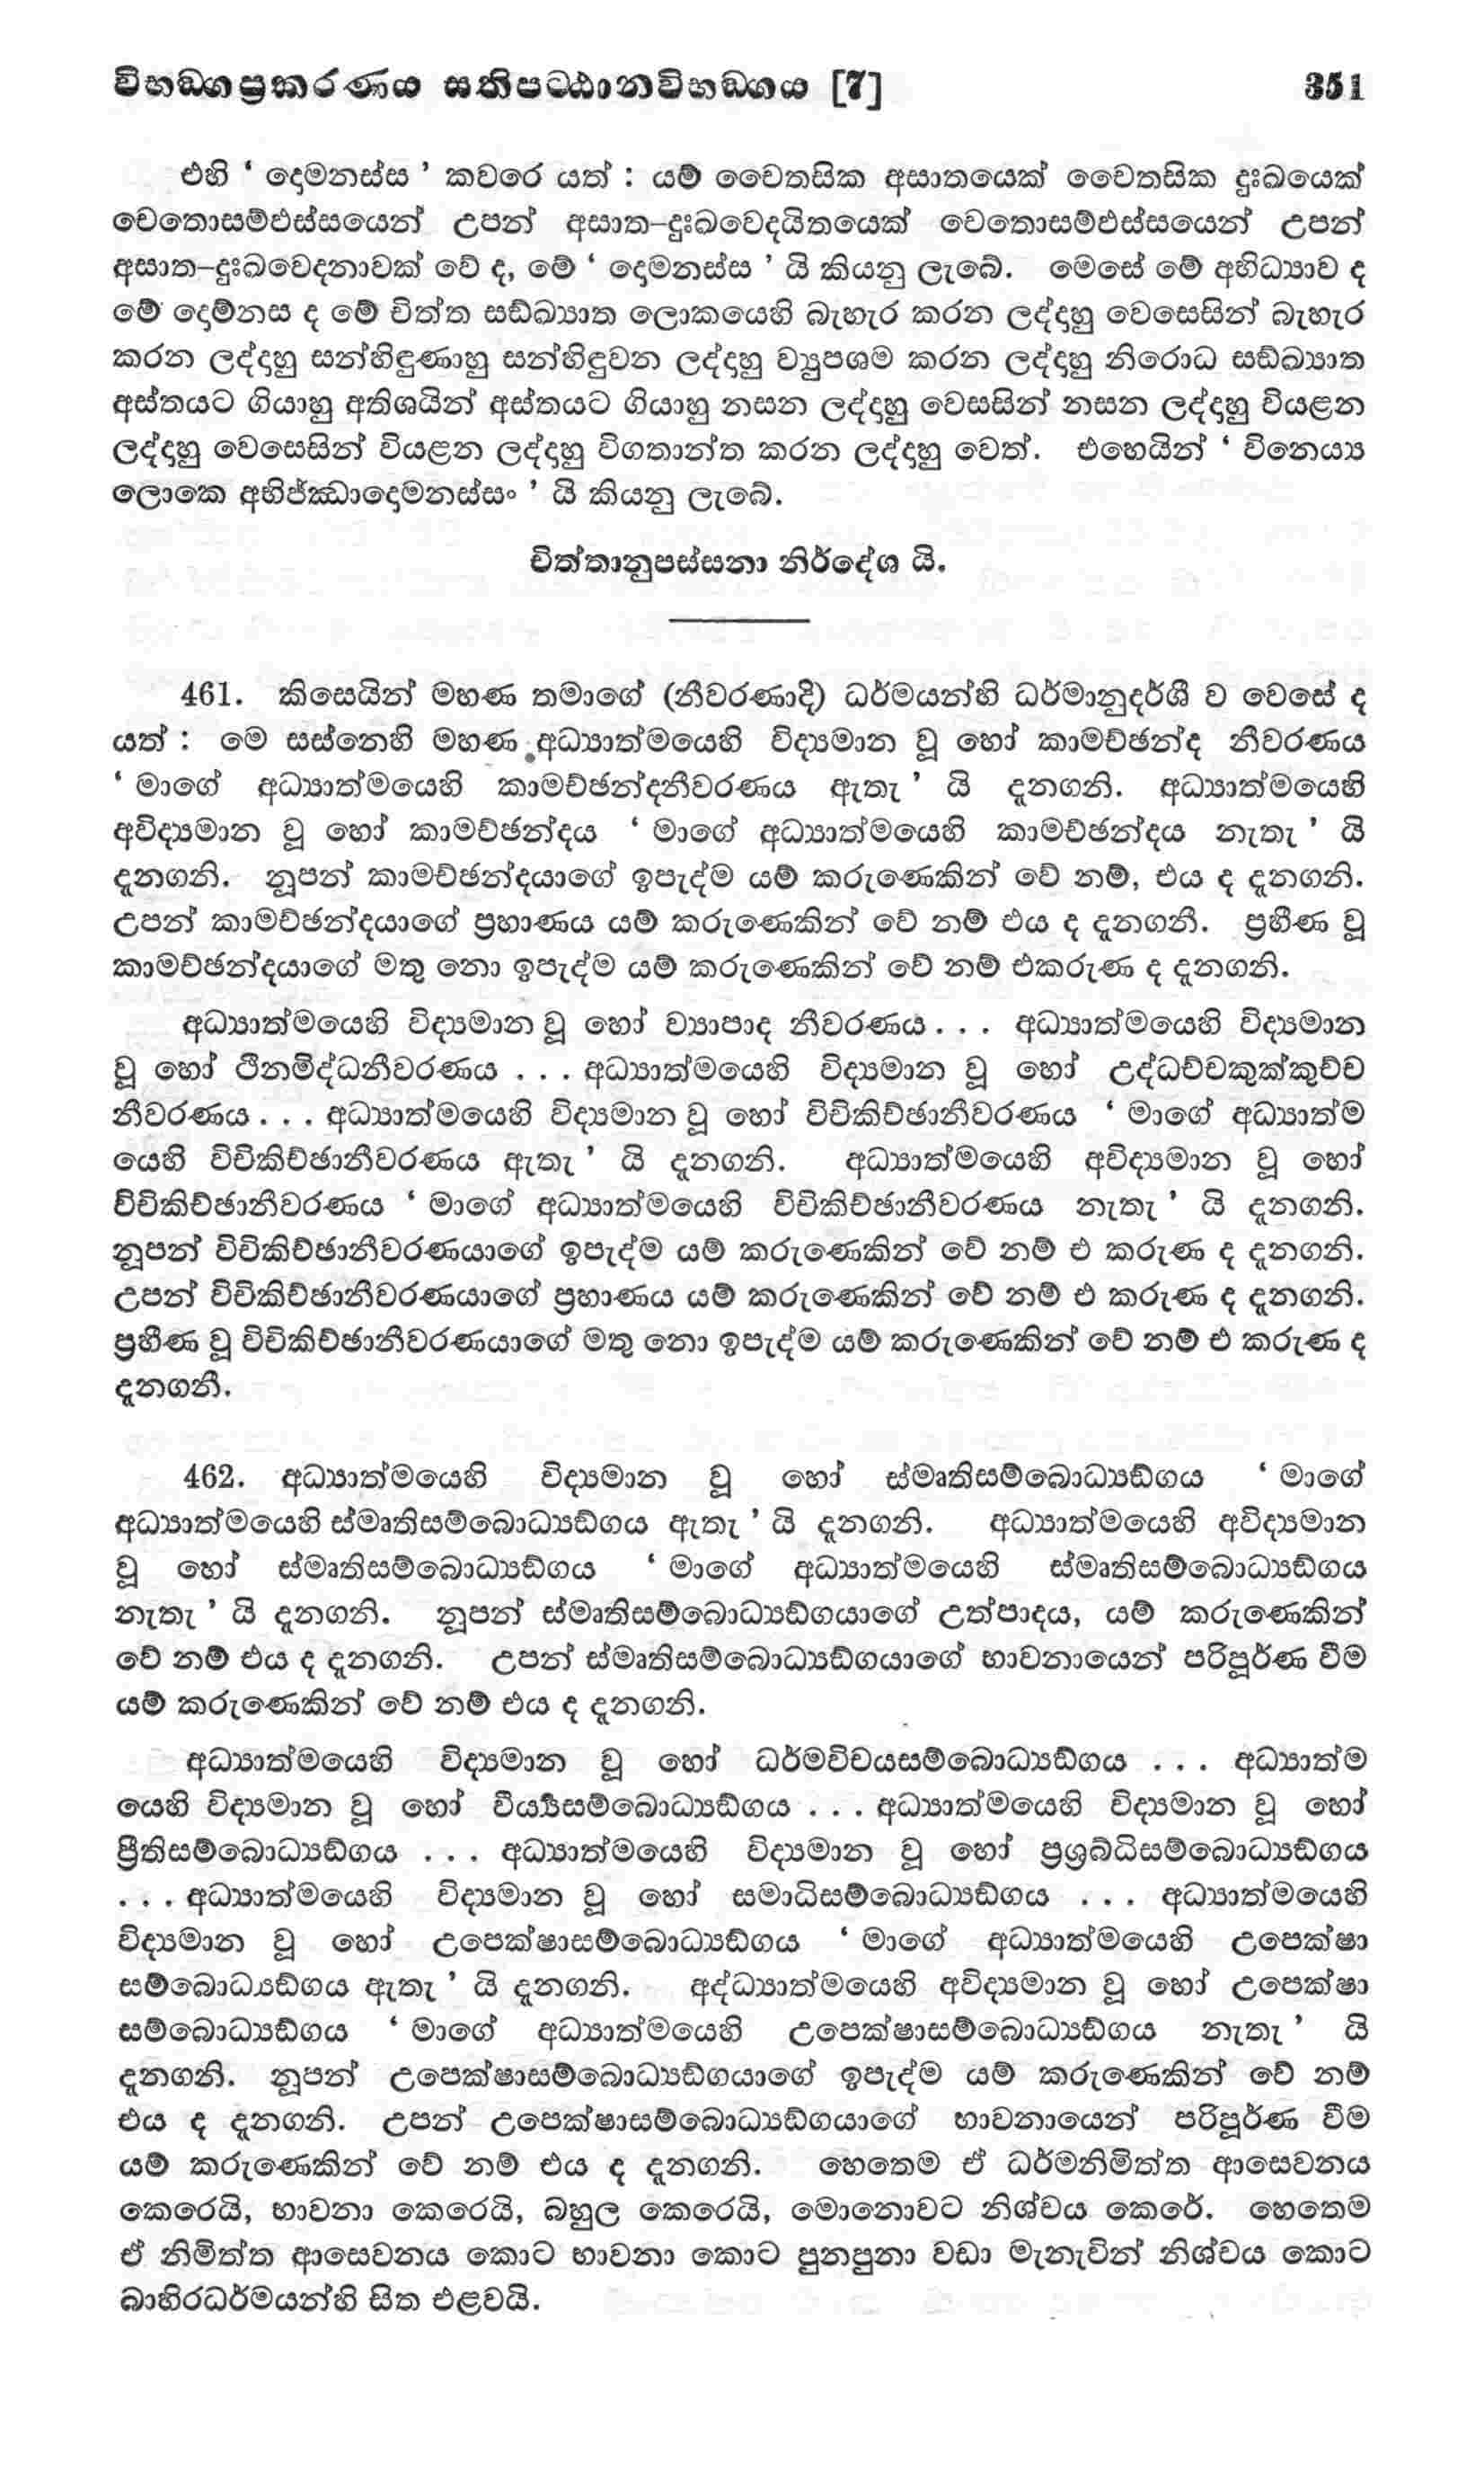 විභඞ්ගප්‍රකරණය සතිපට්ඨානවිභඞ්ගය [7] 351
එහි ‘ දොමනස්ස ’ කවරෙ යත් : යම් චෛතසික අසාතයෙක් චෛතසික දුඃඛයෙක්
චෙතොසම්ඵස්සයෙන් උපන් අසාත–දුඃඛවෙදයිතයෙක් චෙතොසම්ඵස්සයෙන් උපන්
අසාත–දුඃඛවෙදනාවක් වේ ද, මේ ‘ දොමනස්ස ’ යි කියනු ලැබේ. මෙසේ මේ අභිධ්‍යාව ද
මේ දොම්නස ද මේ චිත්ත සඞ්ඛ්‍යාත ලොකයෙහි බැහැර කරන ලද්දාහු වෙසෙසින් බැහැර
කරන ලද්දාහු සන්හිඳුණාහු සන්හිඳුවන ලද්දාහු ව්‍යුපශම කරන ලද්දාහු නිරොධ සඞ්ඛ්‍යාත
අස්තයට ගියාහු අතිශයින් අස්තයට ගියාහු නසන ලද්දාහු වෙසසින් නසන ලද්දාහු වියළන
ලද්දාහු වෙසෙසින් වියළන ලද්දාහු විගතාන්ත කරන ලද්දාහු වෙත්. එහෙයින් ‘ විනෙය්‍ය
ලොකෙ අභිජ්ඣාදොමනස්සං ’ යි කියනු ලැබේ.
චිත්තානුපස්සනා නිර්දේශ යි.
461. කිසෙයින් මහණ තමාගේ (නීවරණාදි) ධර්මයන්හි ධර්මානුදර්ශී ව වෙසේ ද
යත් : මෙ සස්නෙහි මහණ අධ්‍යාත්මයෙහි විද්‍යමාන වූ හෝ කාමච්ඡන්ද නීවරණය
‘ මාගේ අධ්‍යාත්මයෙහි කාමච්ඡන්දනීවරණය ඇතැ ’ යි දැනගනි. අධ්‍යාත්මයෙහි
අවිද්‍යමාන වූ හෝ කාමච්ඡන්දය ‘ මාගේ අධ්‍යාත්මයෙහි කාමච්ඡන්දය නැතැ ’ යි
දැනගනි. නූපන් කාමච්ඡන්දයාගේ ඉපැද්ම යම් කරුණෙකින් වේ නම්, එය ද දැනගනි.
උපන් කාමච්ඡන්දයාගේ ප්‍රහාණය යම් කරුණෙකින් වේ නම් එය ද දැනගනී. ප්‍රහීණ වූ
කාමච්ඡන්දයාගේ මතු නො ඉපැද්ම යම් කරුණෙකින් වේ නම් එකරුණ ද දැනගනි.
අධ්‍යාත්මයෙහි විද්‍යමාන වූ හෝ ව්‍යාපාද නීවරණය . . . අධ්‍යාත්මයෙහි විද්‍යමාන
වූ හෝ ථිනමිද්ධනීවරණය . . . අධ්‍යාත්මයෙහි විද්‍යමාන වූ හෝ උද්ධච්චකුක්කුච්ච
නීවරණය . . . අධ්‍යාත්මයෙහි විද්‍යමාන වූ හෝ විචිකිච්ඡානීවරණය ‘ මාගේ අධ්‍යාත්ම
යෙහි විචිකිච්ඡානීවරණය ඇතැ ’ යි දැනගනි. අධ්‍යාත්මයෙහි අවිද්‍යමාන වූ හෝ
විචිකිච්ඡානීවරණය ‘ මාගේ අධ්‍යාත්මයෙහි විචිකිච්ඡානීවරණය නැතැ ’ යි දැනගනි.
නූපන් විචිකිච්ඡානීවරණයාගේ ඉපැද්ම යම් කරුණෙකින් වේ නම් එ කරුණ ද දැනගනි.
උපන් විචිකිච්ඡානීවරණයාගේ ප්‍රහාණය යම් කරුණෙකින් වේ නම් එ කරුණ ද දැනගනි.
ප්‍රහීණ වූ විචිකිච්ඡානීවරණයාගේ මතු නො ඉපැද්ම යම් කරුණෙකින් වේ නම් එ කරුණ ද
දැනගනී.
462. අධ්‍යාත්මයෙහි විද්‍යමාන වූ හෝ ස්මෘතිසම්බොධ්‍යඞ්ගය ‘ මාගේ
අධ්‍යාත්මයෙහි ස්මෘතිසම්බොධ්‍යඞ්ගය ඇතැ ’ යි දැනගනි. අධ්‍යාත්මයෙහි අවිද්‍යමාන
වූ හෝ ස්මෘතිසම්බොධ්‍යඞ්ගය ‘ මාගේ අධ්‍යාත්මයෙහි ස්මෘතිසම්බොධ්‍යඞ්ගය
නැතැ ’ යි දැනගනි. නූපන් ස්මෘතිසම්බොධ්‍යඞ්ගයාගේ උත්පාදය, යම් කරුණෙකින්
වේ නම් එය ද දැනගනි. උපන් ස්මෘතිසම්බොධ්‍යඞ්ගයාගේ භාවනායෙන් පරිපූර්ණ වීම
යම් කරුණෙකින් වේ නම් එය ද දැනගනි.
අධ්‍යාත්මයෙහි විද්‍යමාන වූ හෝ ධර්මවිචයසම්බොධ්‍යඞ්ගය . . . අධ්‍යාත්ම
යෙහි විද්‍යමාන වූ හෝ වීර්‍ය්‍යසම්බොධ්‍යඞ්ගය . . . අධ්‍යාත්මයෙහි විද්‍යමාන වූ හෝ
ප්‍රීතිසම්බොධ්‍යඞ්ගය . . . අධ්‍යාත්මයෙහි විද්‍යමාන වූ හෝ ප්‍රශ්‍රබ්ධිසම්බොධ්‍යඞ්ගය
. . . අධ්‍යාත්මයෙහි විද්‍යමාන වූ හෝ සමාධිසම්බොධ්‍යඞ්ගය . . . අධ්‍යාත්මයෙහි
විද්‍යමාන වූ හෝ උපෙක්ෂාසම්බොධ්‍යඞ්ගය ‘ මාගේ අධ්‍යාත්මයෙහි උපෙක්ෂා
සම්බොධ්‍යඞ්ගය ඇතැ ’ යි දැනගනි. අද්ධ්‍යාත්මයෙහි අවිද්‍යමාන වූ හෝ උපෙක්ෂා
සම්බොධ්‍යඞ්ගය ‘ මාගේ අධ්‍යාත්මයෙහි උපෙක්ෂාසම්බොධ්‍යඞ්ගය නැතැ ’ යි
දැනගනි. නූපන් උපෙක්ෂාසම්බොධ්‍යඞ්ගයාගේ ඉපැද්ම යම් කරුණෙකින් වේ නම්
එය ද දැනගනි. උපන් උපෙක්ෂාසම්බොධ්‍යඞ්ගයාගේ භාවනායෙන් පරිපූර්ණ වීම
යම් කරුණෙකින් වේ නම් එය ද දැනගනි. හෙතෙම ඒ ධර්මනිමිත්ත ආසෙවනය
කෙරෙයි, භාවනා කෙරෙයි, බහුල කෙරෙයි, මොනොවට නිශ්චය කෙරේ. හෙතෙම
ඒ නිමිත්ත ආසෙවනය කොට භාවනා කොට පුනපුනා වඩා මැනැවින් නිශ්චය කොට
බාහිරධර්මයන්හි සිත එළවයි.